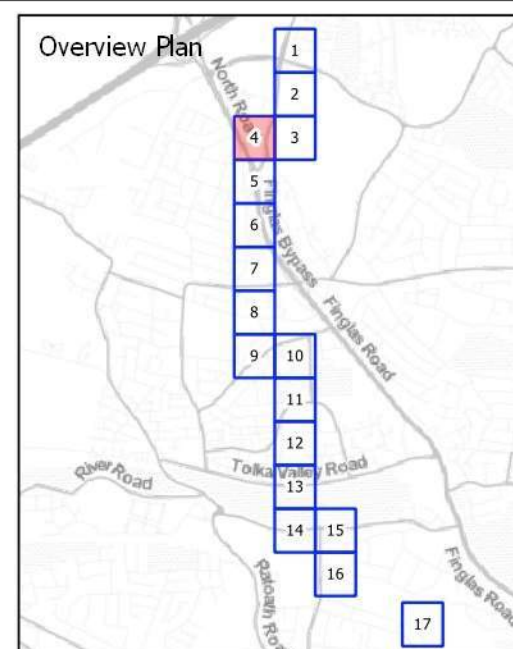 Overview Plan
1
2
North Road
4
3
5
Finglas Bypass
6
7
Finglas Road
8
9
10
11
12
River Road
Tolka Valley Road
13
14
15
Ratoath Road
16
Finglas Road
17